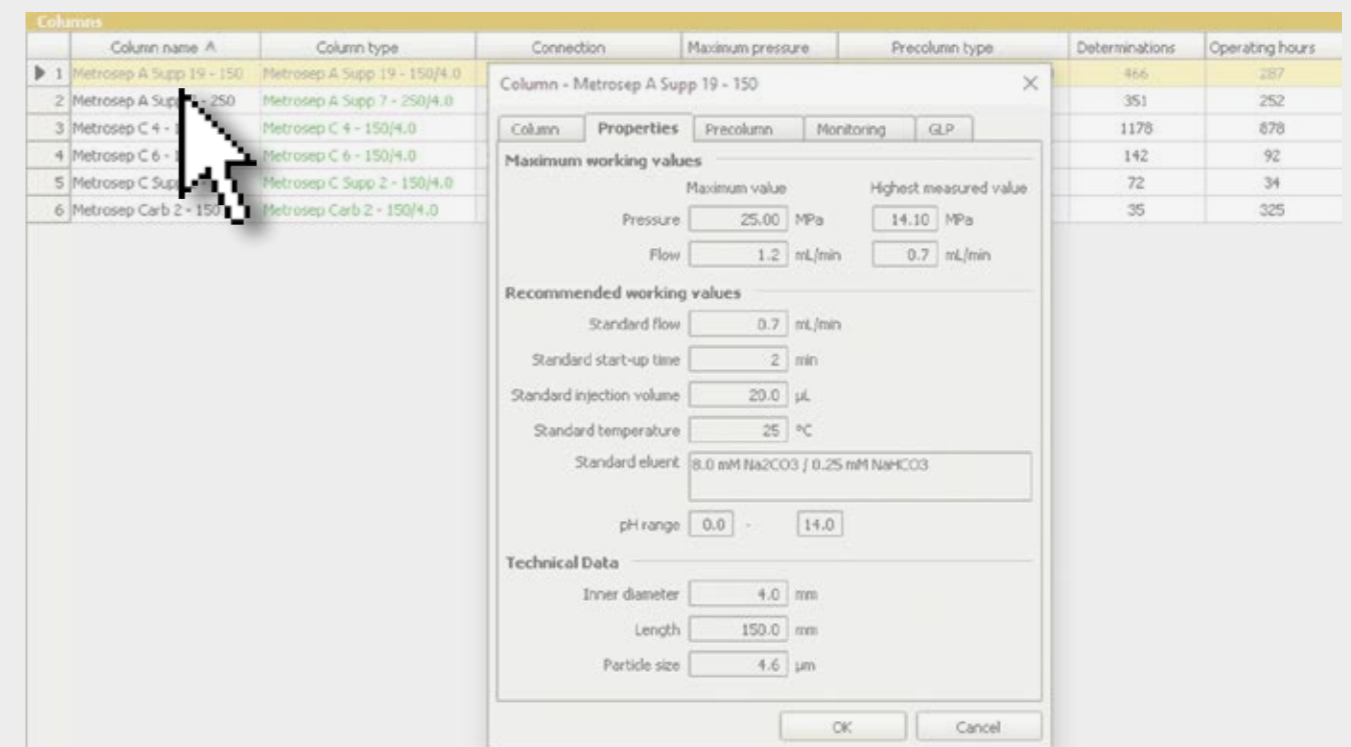 Columns
Column name Column type Connection Maximum pressure Precolumn type Determinations Operating hours
1 Metrosep A Supp 19 - 150 Metrosep A Supp 19 - 150/4.0 466 287
2 Metrosep A Supp - 250 Metrosep A Supp 7 - 250/4.0 351 252
3 Metrosep C 4 - Metrosep C 4 - 150/4.0 1178 878
4 Metrosep C 6 - Metrosep C 6 - 150/4.0 142 92
5 Metrosep C Supp Metrosep C Supp 2 - 150/4.0 72 34
6 Metrosep Carb 2 - 150 Metrosep Carb 2 - 150/4.0 35 325
Column - Metrosep A Supp 19 - 150
Column Properties Precolumn Monitoring GLP
Maximum working values
Maximum value Highest measured value
Pressure 25.00 MPa 14.10 MPa
Flow 1.2 mL/min 0.7 mL/min
Recommended working values
Standard flow 0.7 mL/min
Standard start-up time 2 min
Standard injection volume 20.0 µL
Standard temperature 25 °C
Standard eluent 8.0 mM Na2CO3 / 0.25 mM NaHCO3
pH range 0.0 - 14.0
Technical Data
Inner diameter 4.0 mm
Length 150.0 mm
Particle size 4.6 µm
OK Cancel